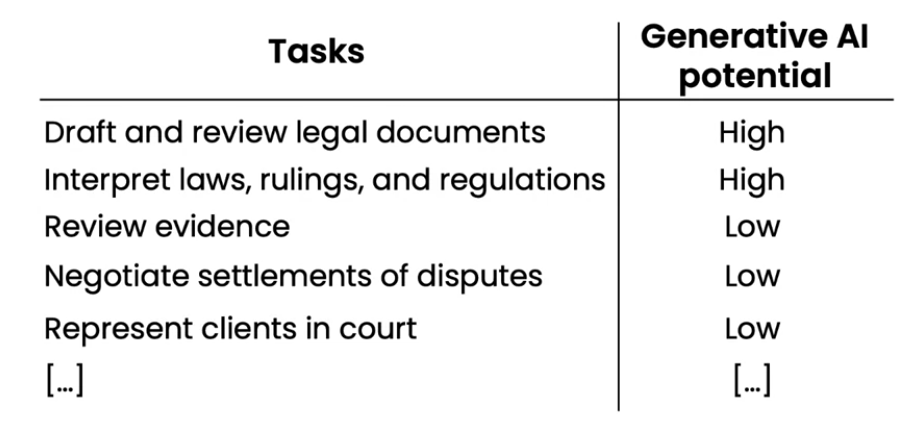 Tasks
Generative AI
potential
Draft and review legal documents High
Interpret laws, rulings, and regulations High
Review evidence Low
Negotiate settlements of disputes Low
Represent clients in court Low
[...] [...]